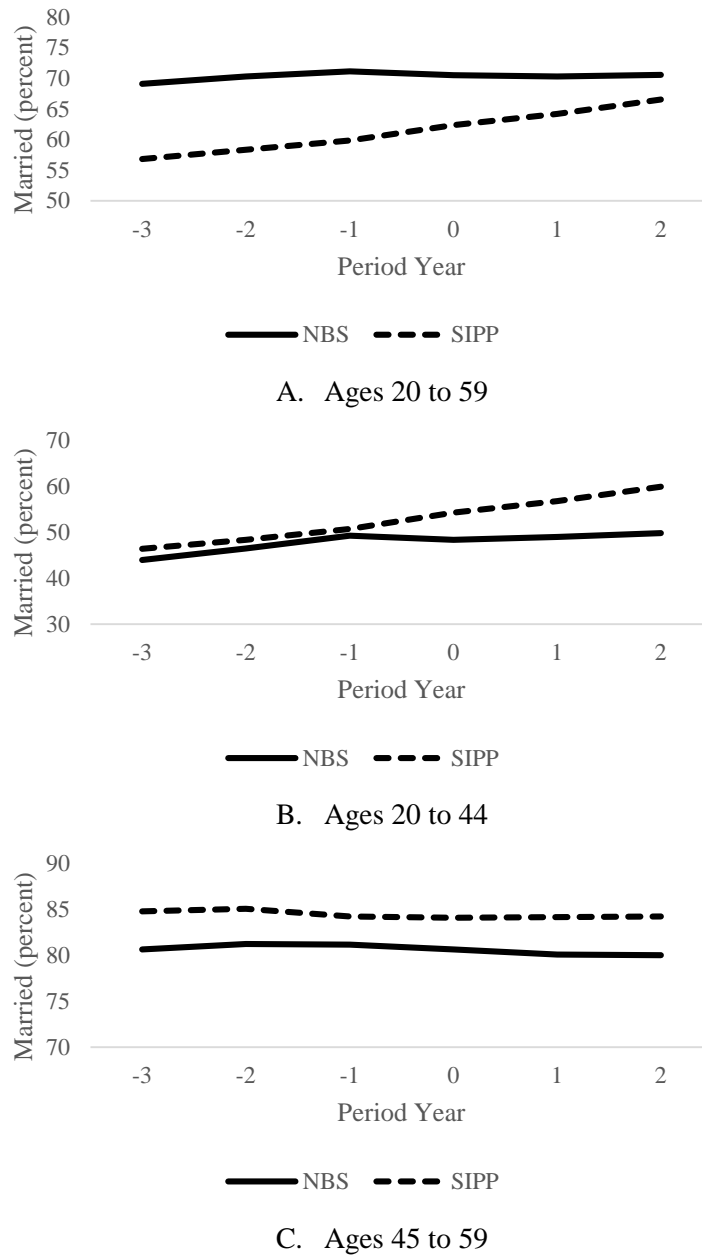 80
75
70
65
60
55
50
Married (percent)
-3 -2 -1 0 1 2
Period Year
NBS SIPP
A. Ages 20 to 59
70
60
50
40
30
Married (percent)
-3 -2 -1 0 1 2
Period Year
NBS SIPP
B. Ages 20 to 44
90
85
80
75
70
Married (percent)
-3 -2 -1 0 1 2
Period Year
NBS SIPP
C. Ages 45 to 59